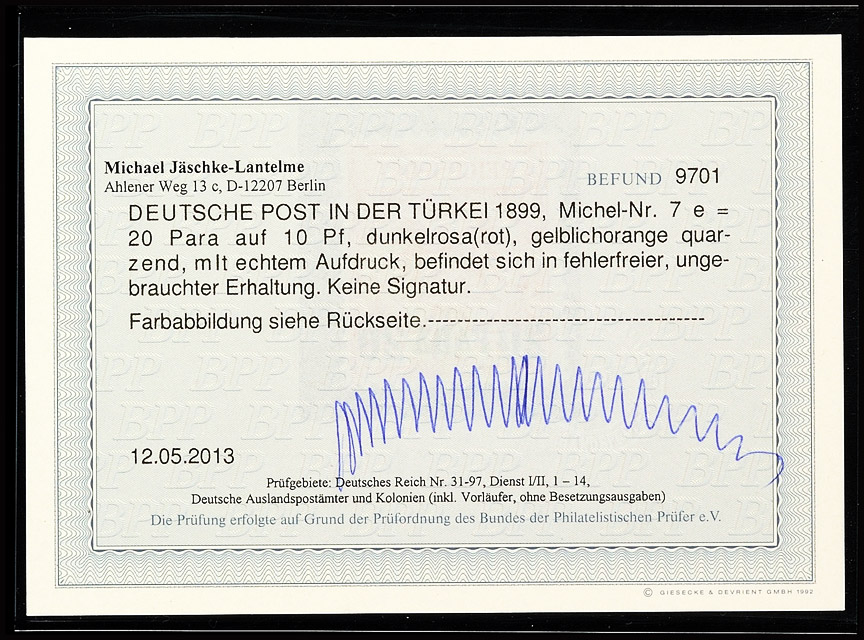 Michael Jäschke-Lantelme
Ahlener Weg 13 c, D-12207 Berlin
BEFUND 9701
DEUTSCHE POST IN DER TÜRKEI 1899, Michel-Nr. 7 e =
20 Para auf 10 Pf, dunkelrosa(rot), gelblichorange quar-
zend, mIt echtem Aufdruck, befindet sich in fehlerfreier, unge-
brauchter Erhaltung. Keine Signatur.
Farbabbildung siehe Rückseite.---------------------------------------
12.05.2013
Prüfgebiete: Deutsches Reich Nr. 31-97, Dienst I/II, 1 – 14,
Deutsche Auslandspostämter und Kolonien (inkl. Vorläufer, ohne Besetzungsausgaben)
Die Prüfung erfolgte auf Grund der Prüfordnung des Bundes der Philatelistischen Prüfer e.V.
© GIESECKE & DEVRIENT GMBH 1992